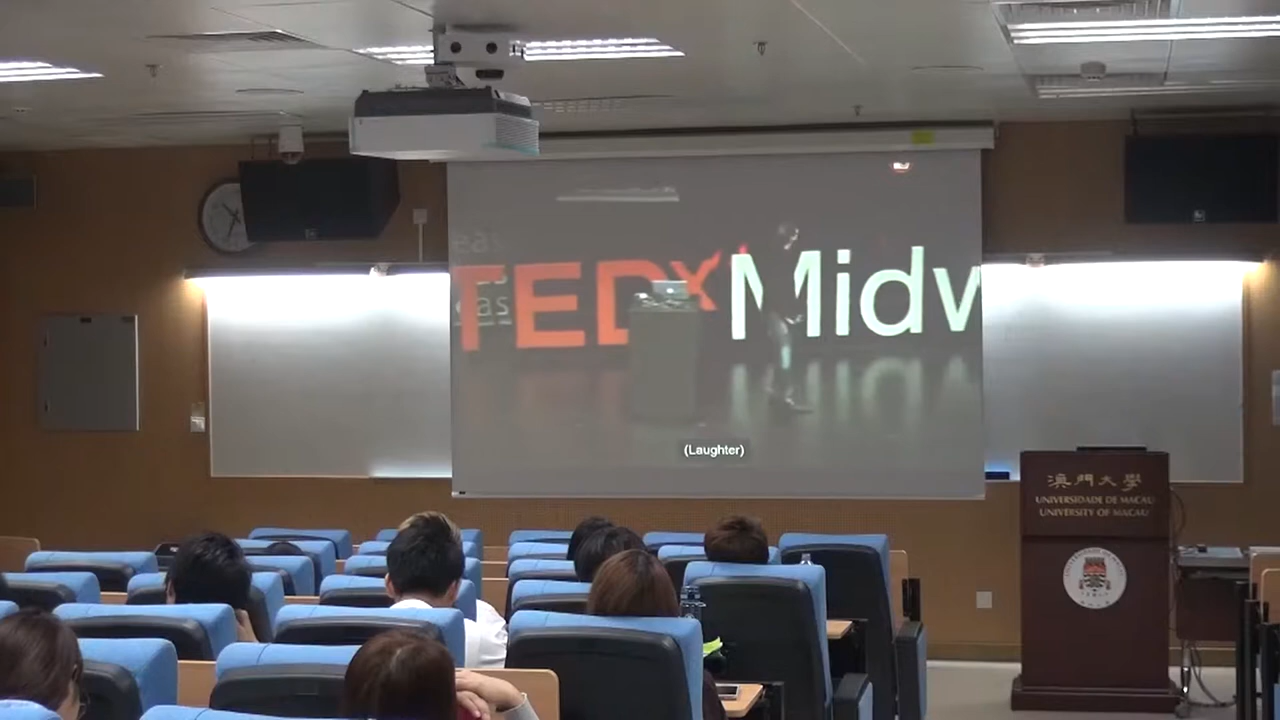 TEDxMidw
(Laughter)
澳門大學
UNIVERSIDADE DE MACAU
UNIVERSITY OF MACAU